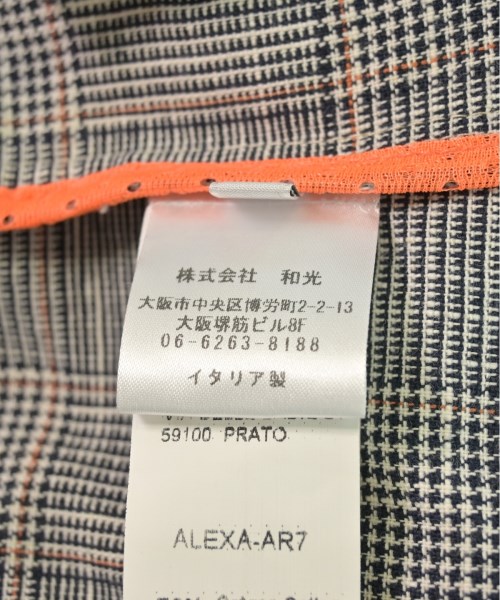 株式会社 和光
大阪市中央区博労町2-2-13
大阪堺筋ビル8F
06-6263-8188
イタリア製
59100 PRATO
ALEXA-AR7